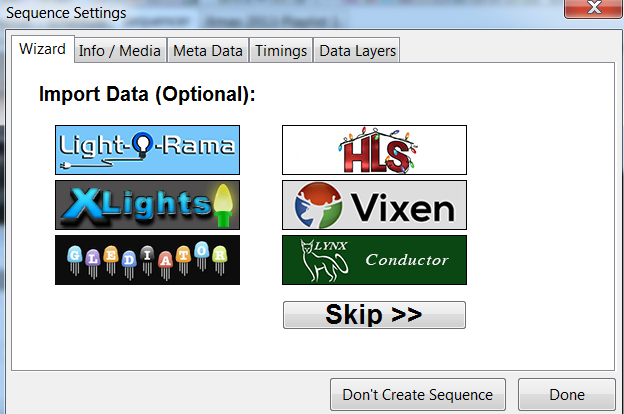 Sequence Settings
Wizard Info / Media Meta Data Timings Data Layers
Import Data (Optional):
Light-O-Rama HLS
XLights Vixen
GLEDIATOR LYNX Conductor
Skip >>
Don't Create Sequence Done